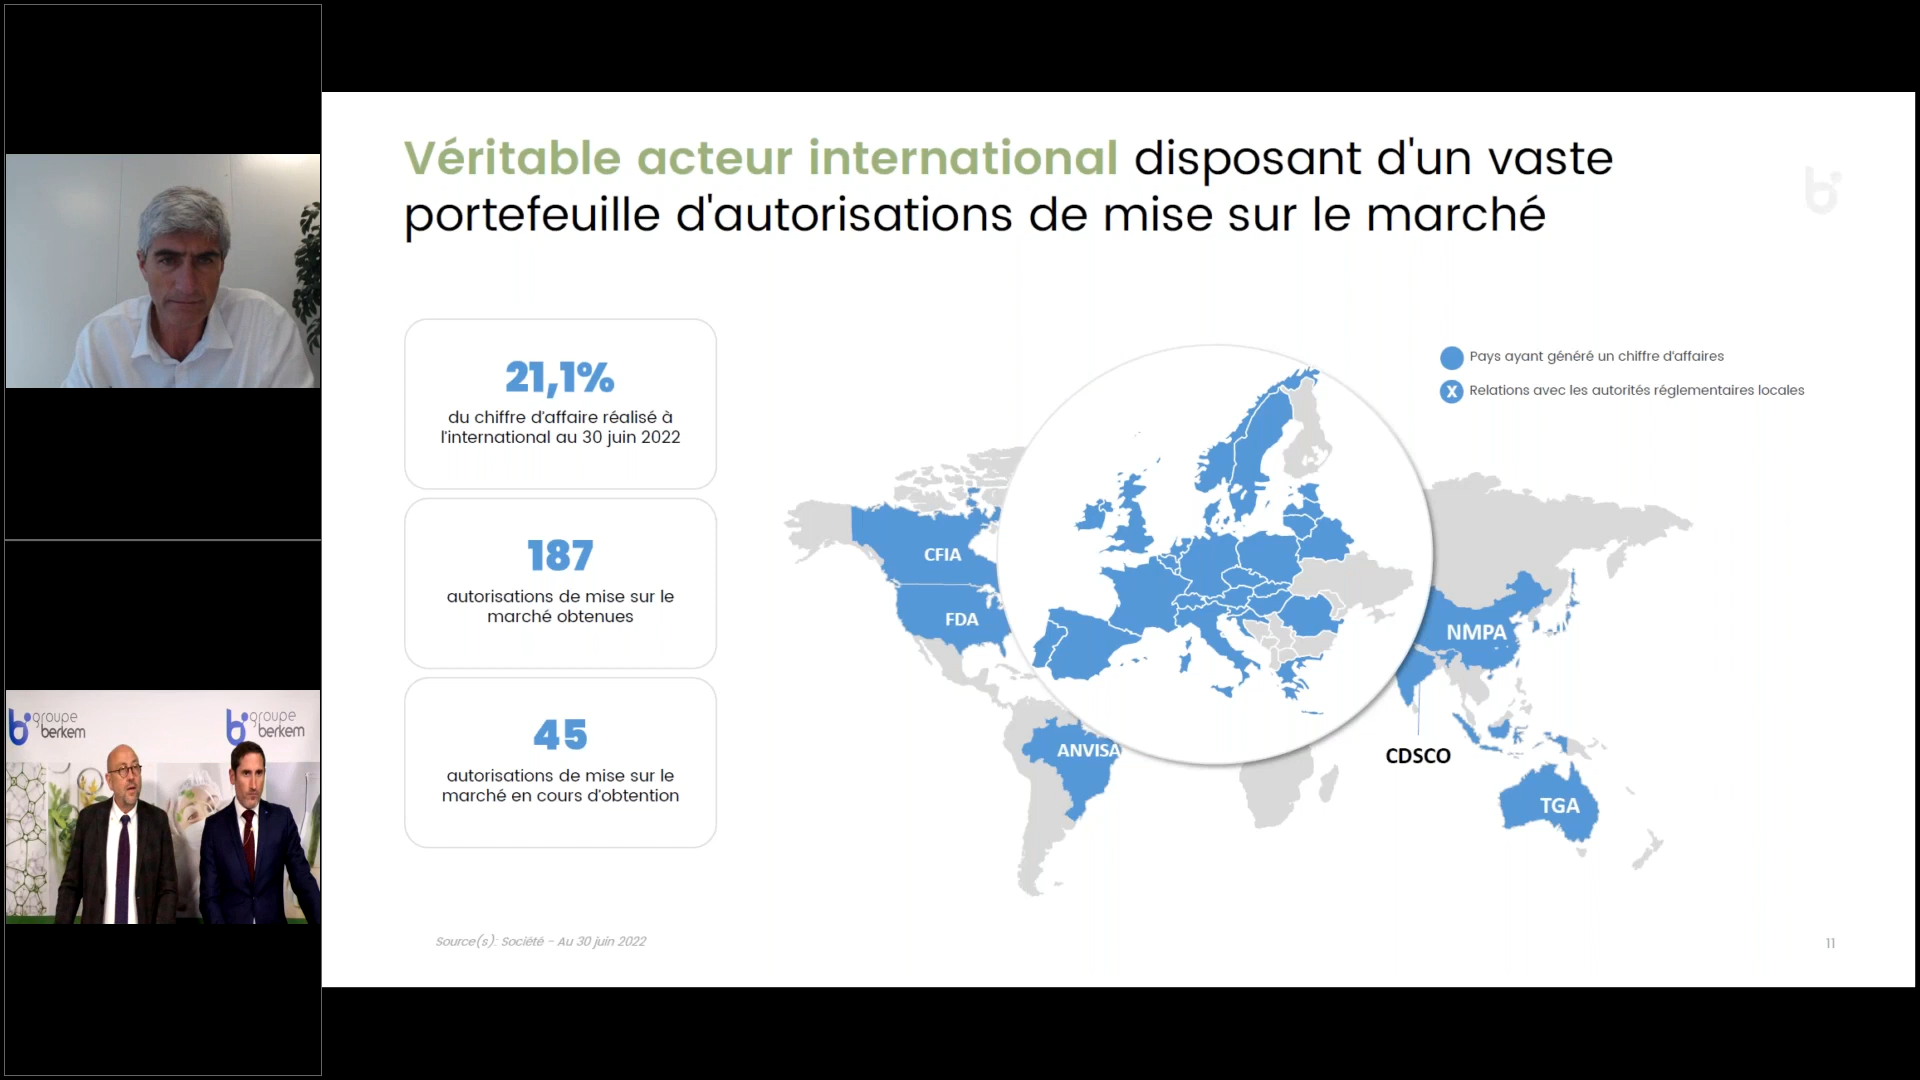 Véritable acteur international disposant d'un vaste
portefeuille d'autorisations de mise sur le marché
21,1%
du chiffre d'affaire réalisé à
l'international au 30 juin 2022
187
autorisations de mise sur le
marché obtenues
45
autorisations de mise sur le
marché en cours d'obtention
Pays ayant généré un chiffre d'affaires
X Relations avec les autorités réglementaires locales
CFIA
FDA
ANVISA
NMPA
CDSCO
TGA
Source(s): Société - Au 30 juin 2022
11
groupe
berkem
groupe
berkem